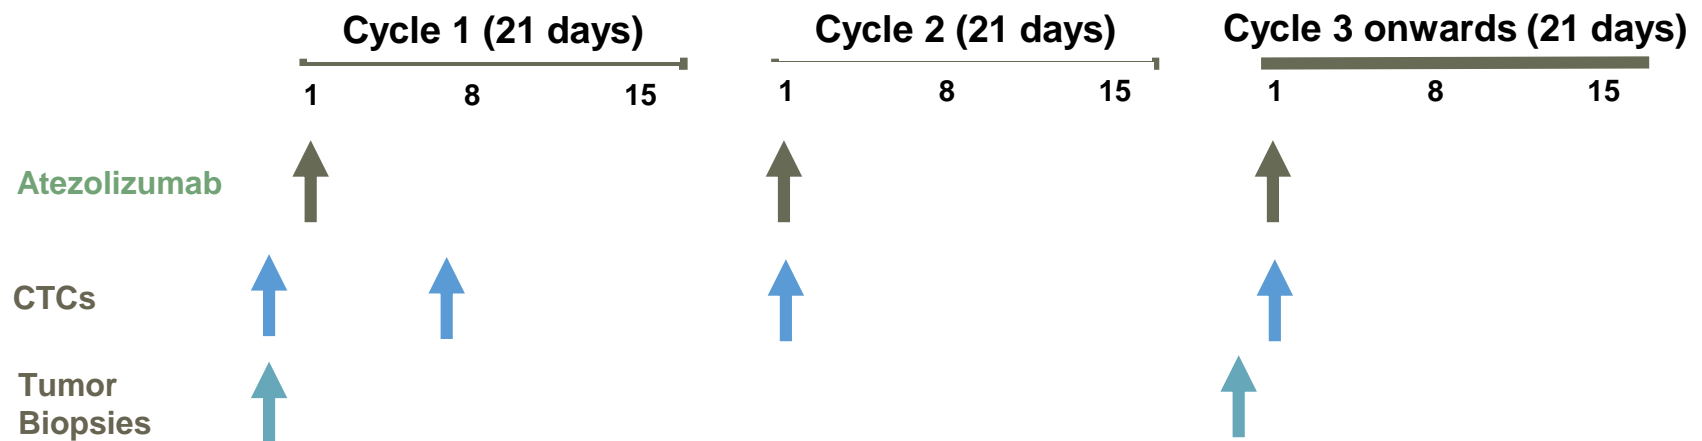 Cycle 1 (21 days)
Cycle 2 (21 days)
Cycle 3 onwards (21 days)
1 8 15
1 8 15
1 8 15
Atezolizumab
CTCs
Tumor
Biopsies